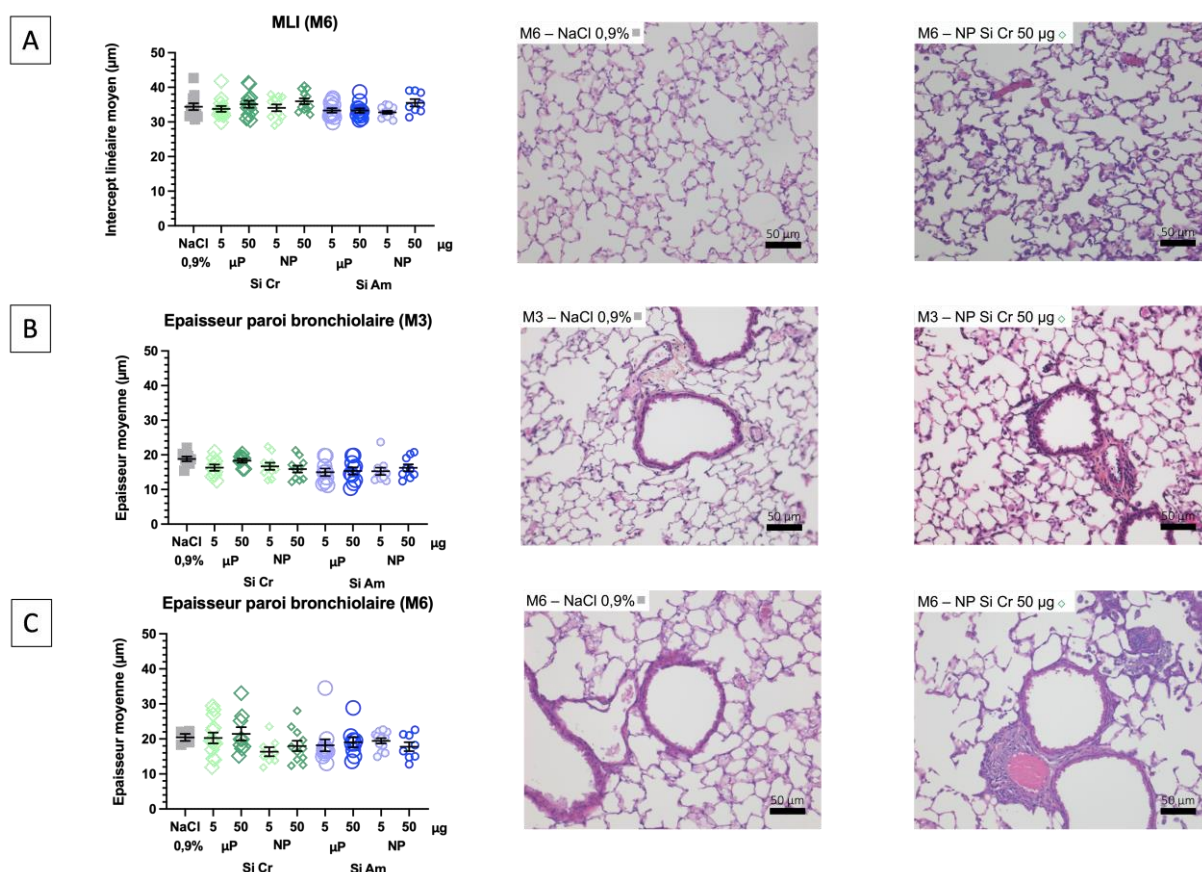 A
MLI (M6)
Intercept linéaire moyen (µm)
50
40
30
20
10
0
NaCl 5 50 5 50 5 50 5 50 µg
0,9% µP NP µP NP
Si Cr Si Am
M6 – NaCl 0,9%
50 µm
M6 – NP Si Cr 50 µg
50 µm
B
Epaisseur paroi bronchiolaire (M3)
Epaisseur moyenne (µm)
50
40
30
20
10
0
NaCl 5 50 5 50 5 50 5 50 µg
0,9% µP NP µP NP
Si Cr Si Am
M3 – NaCl 0,9%
50 µm
M3 – NP Si Cr 50 µg
50 µm
C
Epaisseur paroi bronchiolaire (M6)
Epaisseur moyenne (µm)
50
40
30
20
10
0
NaCl 5 50 5 50 5 50 5 50 µg
0,9% µP NP µP NP
Si Cr Si Am
M6 – NaCl 0,9%
50 µm
M6 – NP Si Cr 50 µg
50 µm